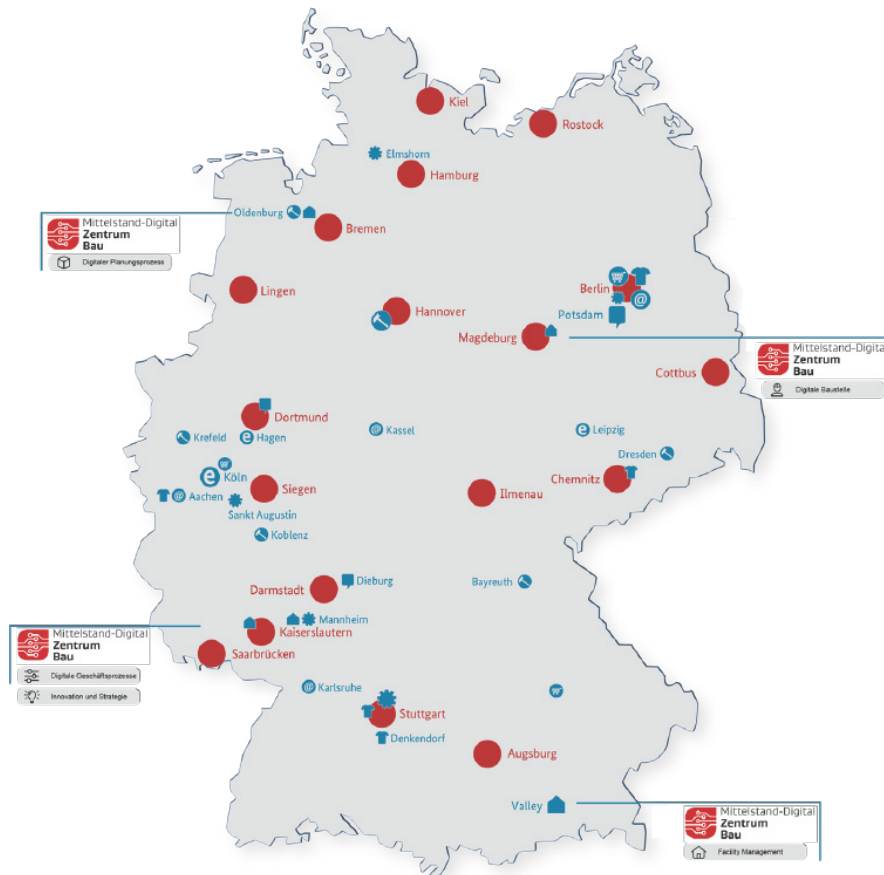 Kiel
Rostock
Elmshorn
Hamburg
Oldenburg
Bremen
Mittelstand-Digital
Zentrum
Bau
Digitaler Planungsprozess
Lingen
Berlin
Hannover
Potsdam
Magdeburg
Mittelstand-Digital
Zentrum
Bau
Digitale Baustelle
Cottbus
Dortmund
Krefeld
Hagen
Kassel
Leipzig
Dresden
Köln
Chemnitz
Aachen
Siegen
Ilmenau
Sankt Augustin
Koblenz
Dieburg
Bayreuth
Darmstadt
Mannheim
Kaiserslautern
Mittelstand-Digital
Zentrum
Bau
Saarbrücken
Digitale Geschäftsprozesse
Innovation und Strategie
Karlsruhe
Stuttgart
Denkendorf
Augsburg
Valley
Mittelstand-Digital
Zentrum
Bau
Facility Management